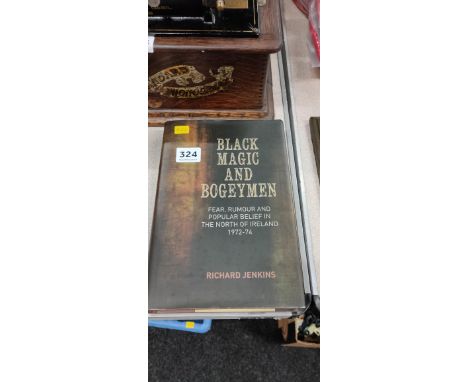 324
BLACK
MAGIC
AND
BOGEYMEN
FEAR, RUMOUR AND
POPULAR BELIEF IN
THE NORTH OF IRELAND
1972-74
RICHARD JENKINS